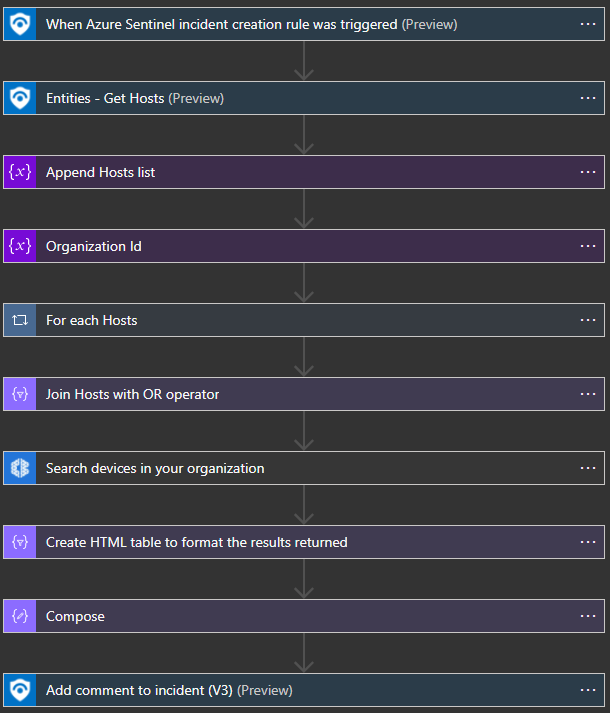 When Azure Sentinel incident creation rule was triggered (Preview)
Entities - Get Hosts (Preview)
{x} Append Hosts list
{x} Organization Id
For each Hosts
Join Hosts with OR operator
Search devices in your organization
Create HTML table to format the results returned
Compose
Add comment to incident (V3) (Preview)